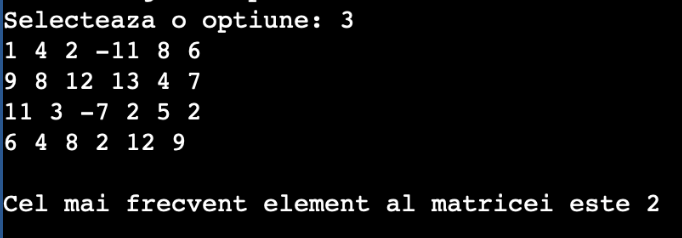 Selecteaza o optiune: 3
1 4 2 -11 8 6
9 8 12 13 4 7
11 3 -7 2 5 2
6 4 8 2 12 9
Cel mai frecvent element al matricei este 2